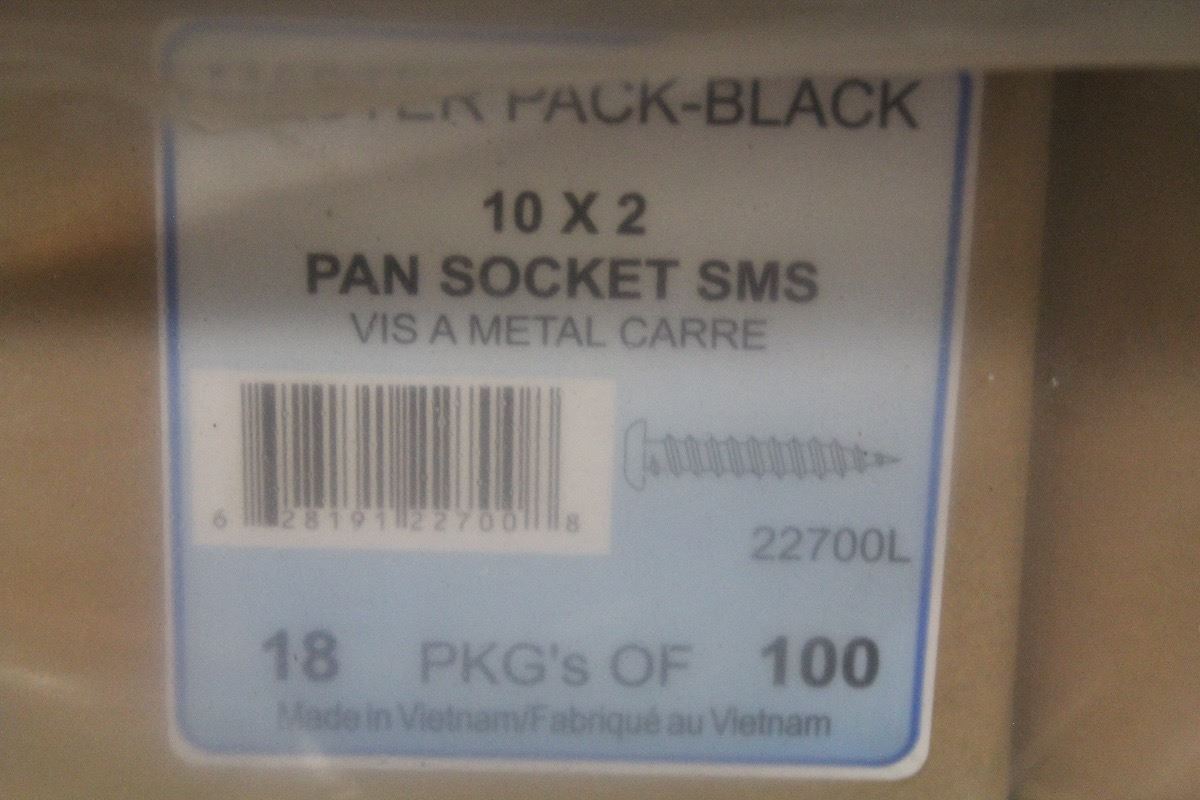 PACK-BLACK
10 X 2
PAN SOCKET SMS
VIS A METAL CARRE
6 28191 22700 8
22700L
18 PKG's OF 100
Made in Vietnam/Fabriqué au Vietnam